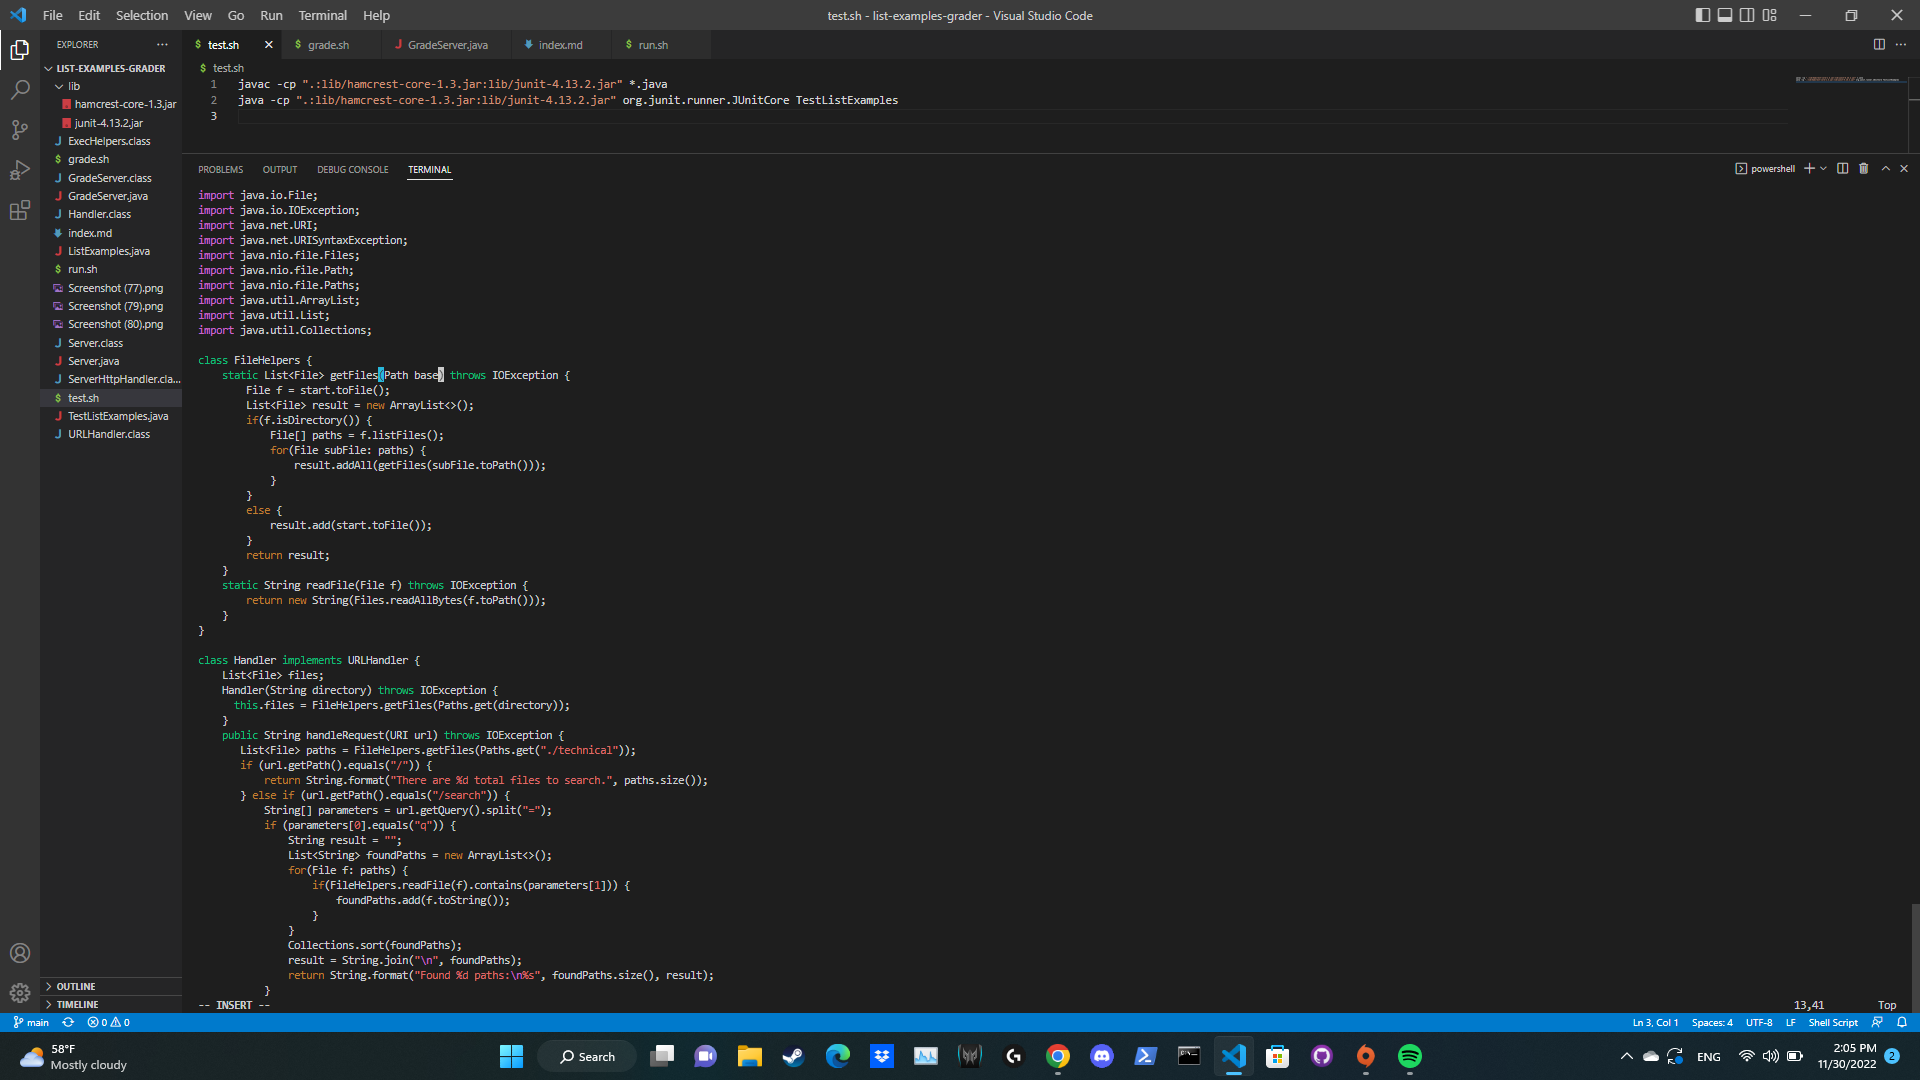 File Edit Selection View Go Run Terminal Help
test.sh - list-examples-grader - Visual Studio Code
EXPLORER
LIST-EXAMPLES-GRADER
lib
hamcrest-core-1.3.jar
junit-4.13.2.jar
ExecHelpers.class
grade.sh
GradeServer.class
GradeServer.java
Handler.class
index.md
ListExamples.java
run.sh
Screenshot (77).png
Screenshot (79).png
Screenshot (80).png
Server.class
Server.java
ServerHttpHandler.cla...
test.sh
TestListExamples.java
URLHandler.class
OUTLINE
TIMELINE
test.sh grade.sh GradeServer.java index.md run.sh
$ test.sh
1 javac -cp ".:lib/hamcrest-core-1.3.jar:lib/junit-4.13.2.jar" *.java
2 java -cp ".:lib/hamcrest-core-1.3.jar:lib/junit-4.13.2.jar" org.junit.runner.JUnitCore TestListExamples
3
PROBLEMS OUTPUT DEBUG CONSOLE TERMINAL
powershell
import java.io.File;
import java.io.IOException;
import java.net.URI;
import java.net.URISyntaxException;
import java.nio.file.Files;
import java.nio.file.Path;
import java.nio.file.Paths;
import java.util.ArrayList;
import java.util.List;
import java.util.Collections;
class FileHelpers {
static List<File> getFiles(Path base) throws IOException {
File f = start.toFile();
List<File> result = new ArrayList<>();
if(f.isDirectory()) {
File[] paths = f.listFiles();
for(File subFile: paths) {
result.addAll(getFiles(subFile.toPath()));
}
}
else {
result.add(start.toFile());
}
return result;
}
static String readFile(File f) throws IOException {
return new String(Files.readAllBytes(f.toPath()));
}
}
class Handler implements URLHandler {
List<File> files;
Handler(String directory) throws IOException {
this.files = FileHelpers.getFiles(Paths.get(directory));
}
public String handleRequest(URI url) throws IOException {
List<File> paths = FileHelpers.getFiles(Paths.get("./technical"));
if (url.getPath().equals("/")) {
return String.format("There are %d total files to search.", paths.size());
} else if (url.getPath().equals("/search")) {
String[] parameters = url.getQuery().split("=");
if (parameters[0].equals("q")) {
String result = "";
List<String> foundPaths = new ArrayList<>();
for(File f: paths) {
if(FileHelpers.readFile(f).contains(parameters[1])) {
foundPaths.add(f.toString());
}
}
Collections.sort(foundPaths);
result = String.join("\n", foundPaths);
return String.format("Found %d paths:\n%s", foundPaths.size(), result);
}
-- INSERT -- 13,41 Top
main 0 0 Ln 3, Col 1 Spaces: 4 UTF-8 LF Shell Script
58°F
Mostly cloudy
Search
ENG
2:05 PM
11/30/2022
2